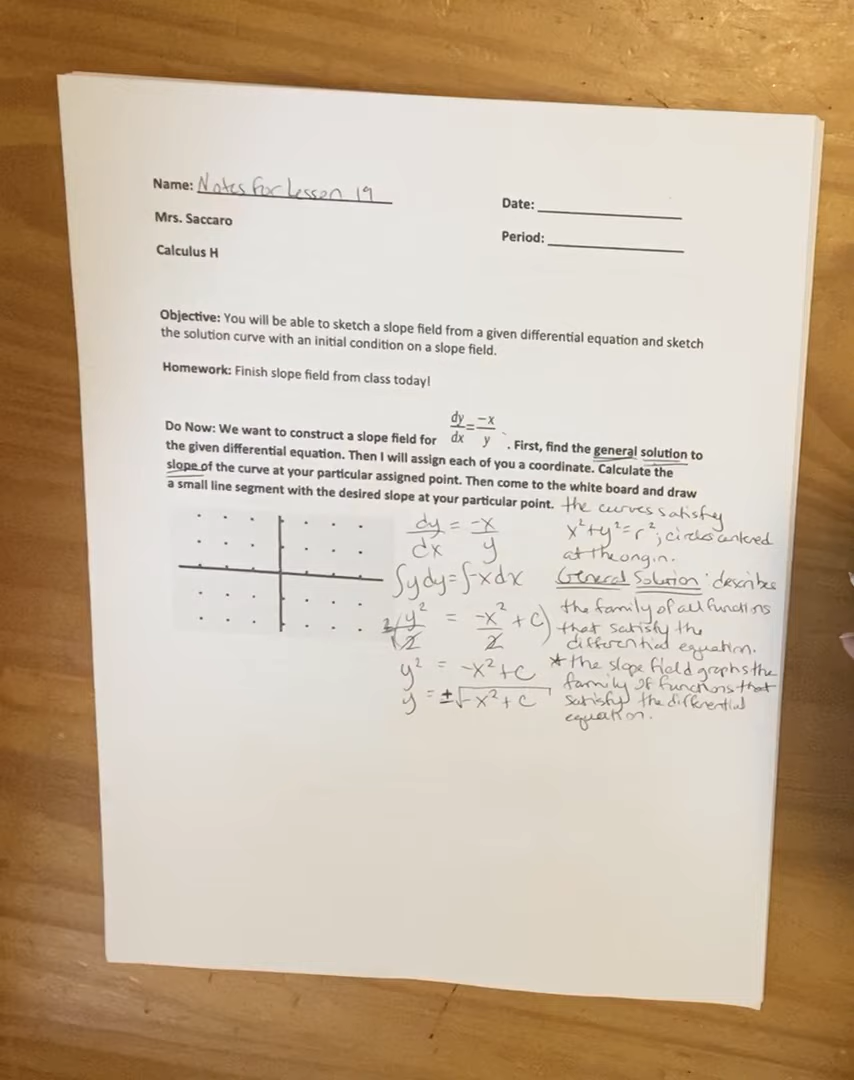 Name: Notes for Lesson 19
Date:
Mrs. Saccaro
Period:
Calculus H
Objective: You will be able to sketch a slope field from a given differential equation and sketch
the solution curve with an initial condition on a slope field.
Homework: Finish slope field from class today!
Do Now: We want to construct a slope field for dy/dx = -x/y . First, find the general solution to
the given differential equation. Then I will assign each of you a coordinate. Calculate the
slope of the curve at your particular assigned point. Then come to the white board and draw
a small line segment with the desired slope at your particular point.
dy/dx = -x/y
∫y dy = ∫-x dx
2(y²/2 = -x²/2 + C)
y² = -x² + C
y = ±√-x² + C
the curves satisfy
x² + y² = r²; circles centered
at the origin.
General Solution: describes
the family of all functions
that satisfy the
differential equation.
* the slope field graphs the
family of functions that
satisfy the differential
equation.